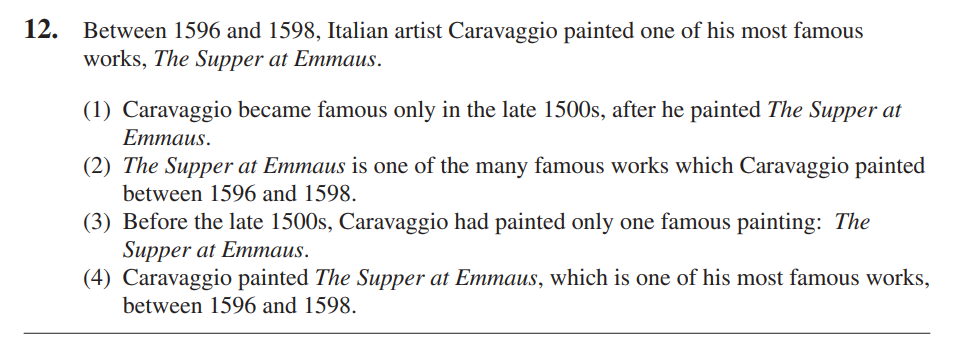 12. Between 1596 and 1598, Italian artist Caravaggio painted one of his most famous
works, The Supper at Emmaus.
(1) Caravaggio became famous only in the late 1500s, after he painted The Supper at
Emmaus.
(2) The Supper at Emmaus is one of the many famous works which Caravaggio painted
between 1596 and 1598.
(3) Before the late 1500s, Caravaggio had painted only one famous painting: The
Supper at Emmaus.
(4) Caravaggio painted The Supper at Emmaus, which is one of his most famous works,
between 1596 and 1598.